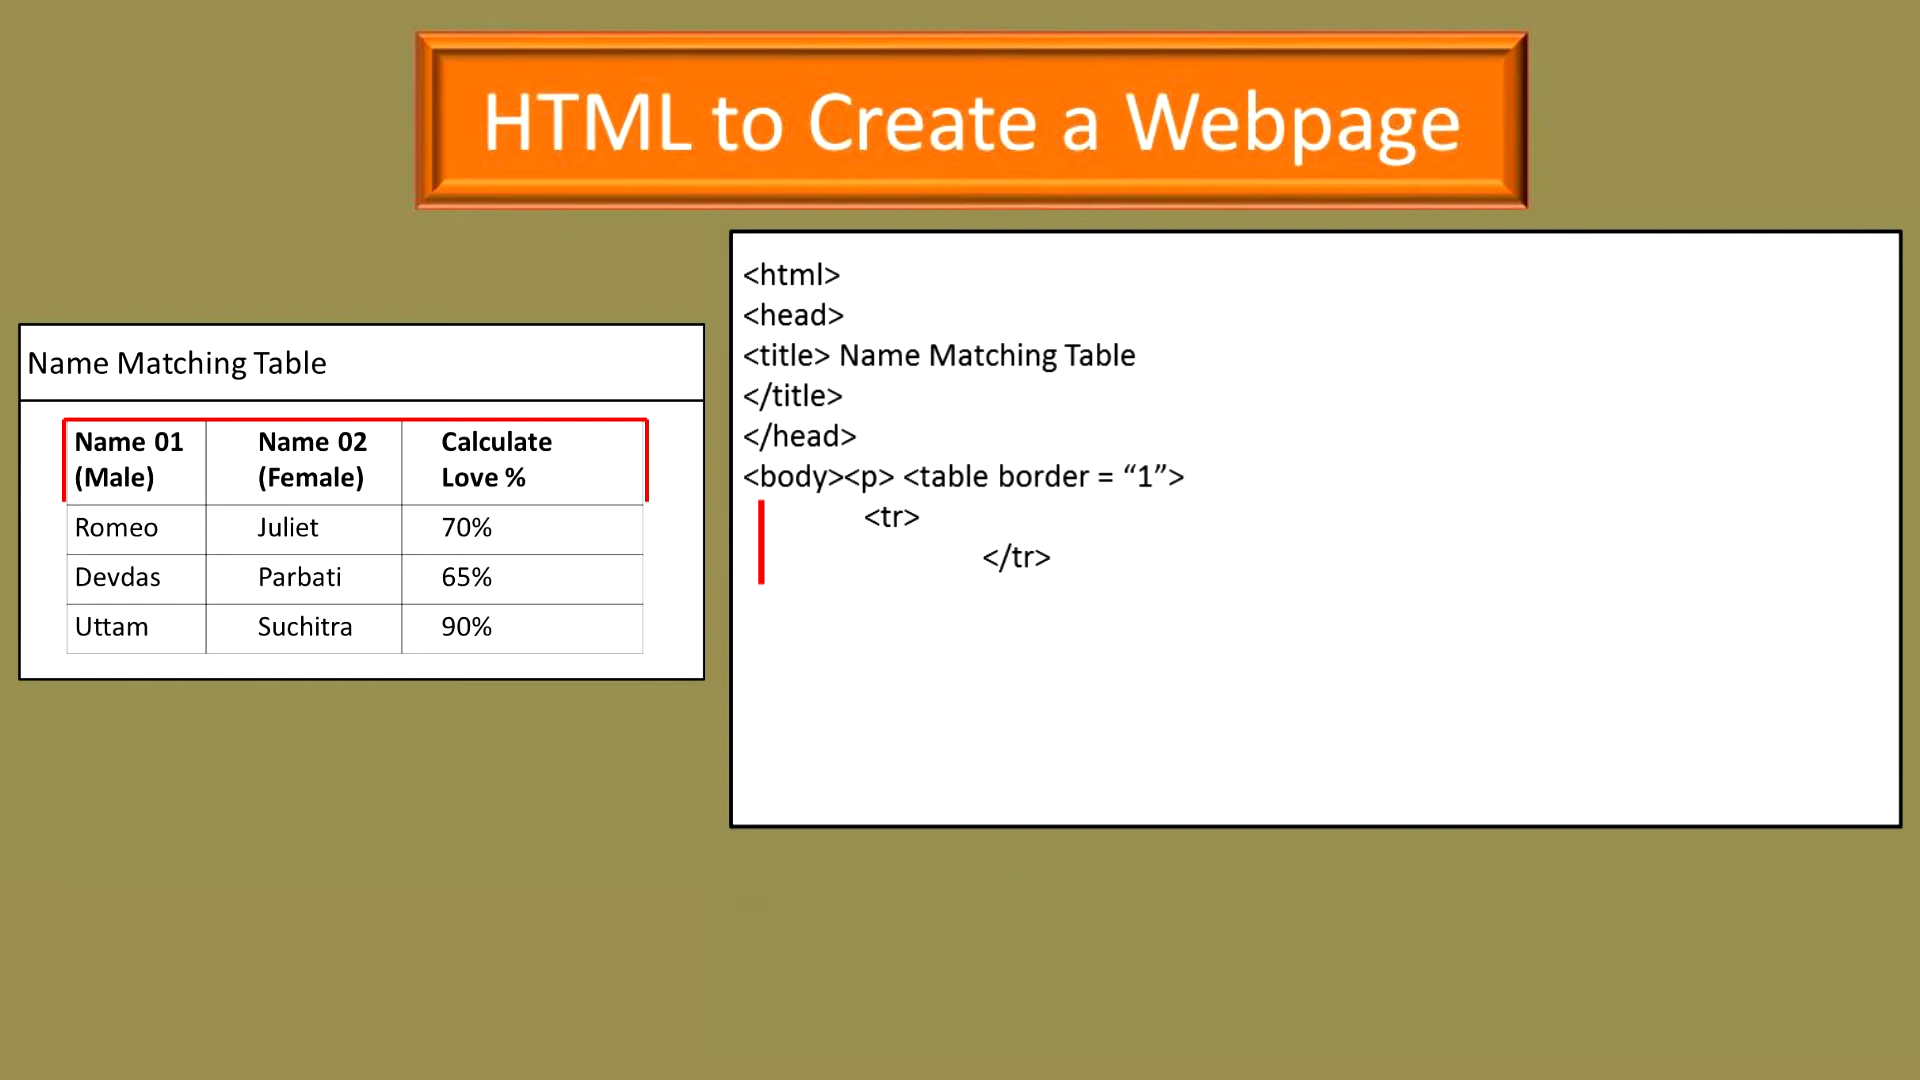 HTML to Create a Webpage
Name Matching Table
Name 01 (Male) Name 02 (Female) Calculate Love %
Romeo Juliet 70%
Devdas Parbati 65%
Uttam Suchitra 90%
<html>
<head>
<title> Name Matching Table
</title>
</head>
<body><p> <table border = “1”>
<tr>
</tr>